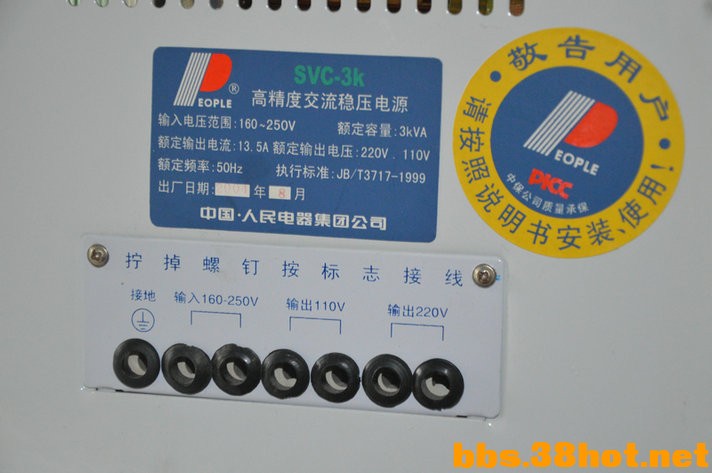 SVC-3k
PEOPLE ®
高精度交流稳压电源
输入电压范围:160~250V 额定容量:3kVA
额定输出电流:13.5A 额定输出电压:220V、110V
额定频率:50Hz 执行标准:JB/T3717-1999
出厂日期: 年 8 月
中国·人民电器集团公司
敬告用户
PEOPLE
PICC
中保公司质量承保
请按照说明书安装、使用!
拧掉螺钉按标志接线
接地 输入160-250V 输出110V 输出220V
bbs.38hot.net